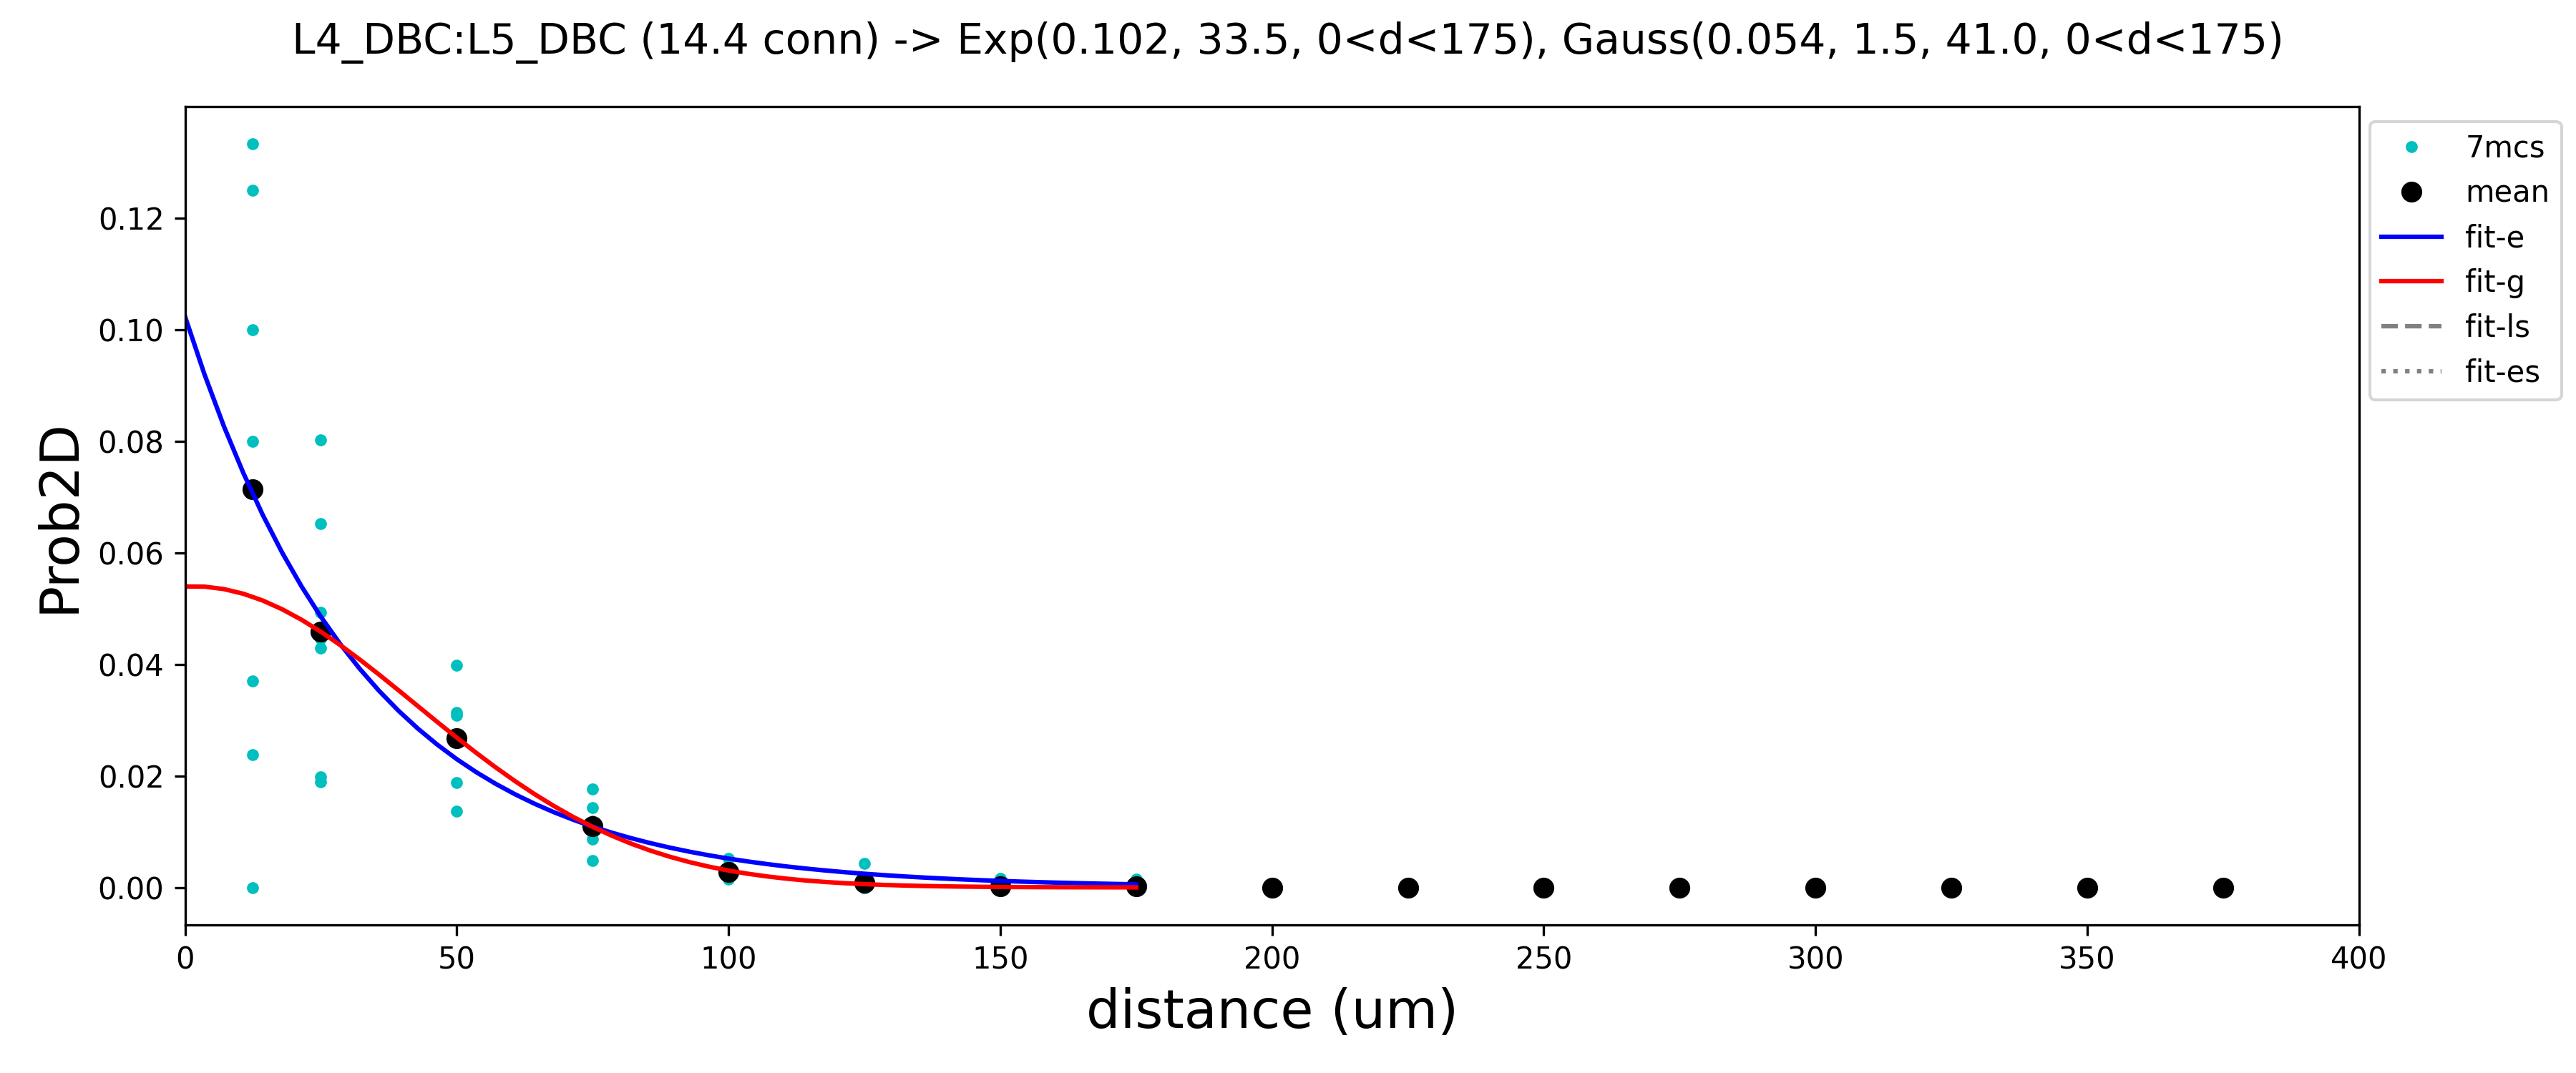 L4_DBC:L5_DBC (14.4 conn) -> Exp(0.102, 33.5, 0<d<175), Gauss(0.054, 1.5, 41.0, 0<d<175)
7mcs
mean
fit-e
fit-g
fit-ls
fit-es
Prob2D
0.12
0.10
0.08
0.06
0.04
0.02
0.00
0 50 100 150 200 250 300 350 400
distance (um)